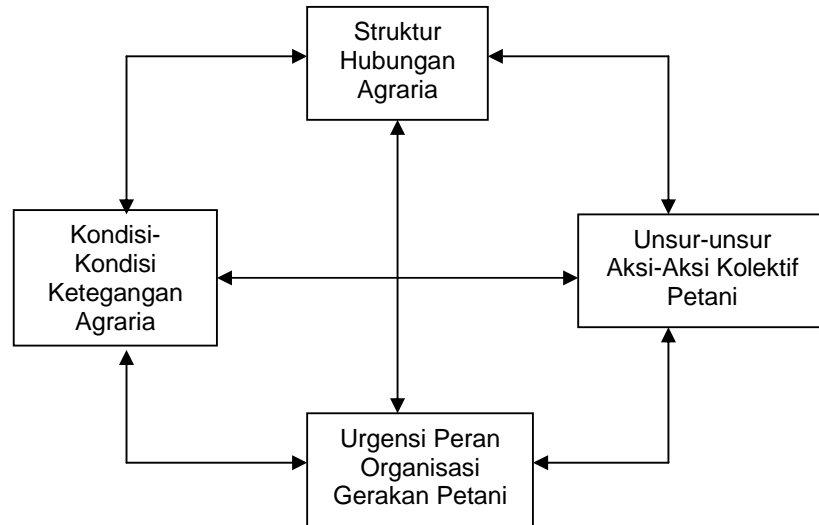 Struktur
Hubungan
Agraria
Kondisi-
Kondisi
Ketegangan
Agraria
Unsur-unsur
Aksi-Aksi Kolektif
Petani
Urgensi Peran
Organisasi
Gerakan Petani